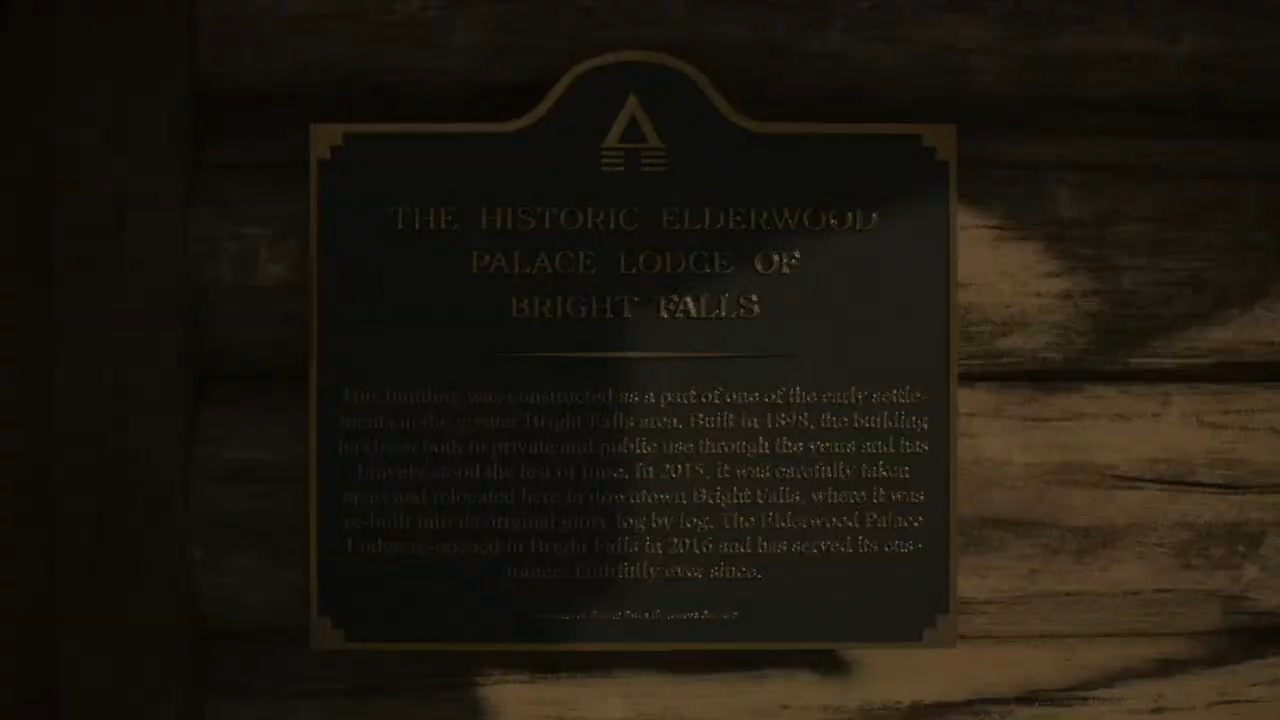 THE HISTORIC ELDERWOOD
PALACE LODGE OF
BRIGHT FALLS
This building was constructed as a part of one of the early settle-
ments in the greater Bright Falls area. Built in 1898, the building
has been both in private and public use through the years and has
bravely stood the test of time. In 2015, it was carefully taken
apart and relocated here in downtown Bright Falls, where it was
re-built into its original glory log by log. The Elderwood Palace
Lodge re-opened in Bright Falls in 2016 and has served its cus-
tomers faithfully ever since.